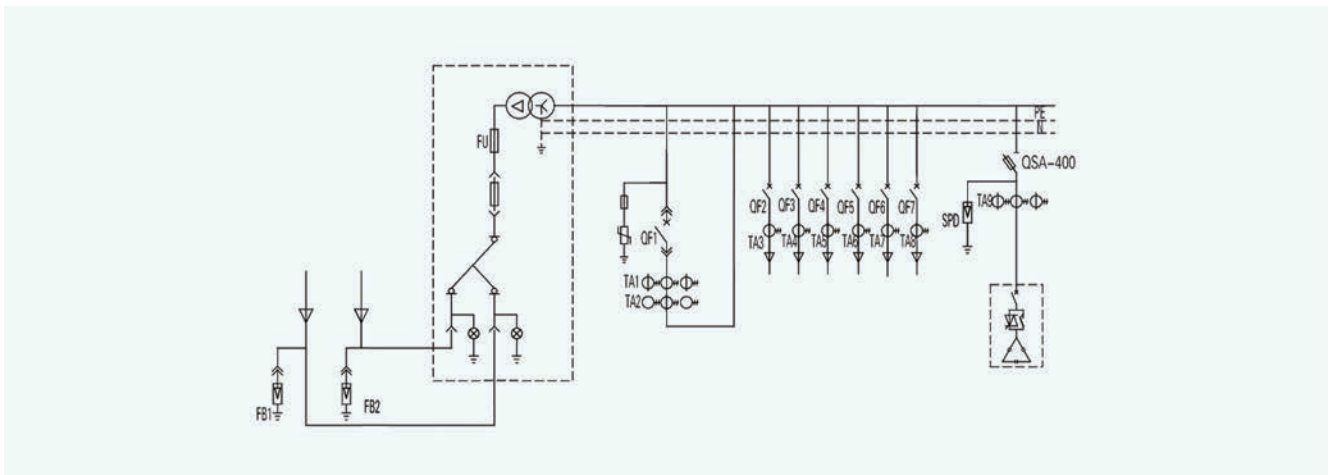 PE
N
FU
QSA-400
QF2 QF3 QF4 QF5 QF6 QF7
TA9
SPD
QF1
TA3 TA4 TA5 TA6 TA7 TA8
TA1
TA2
FB1
FB2